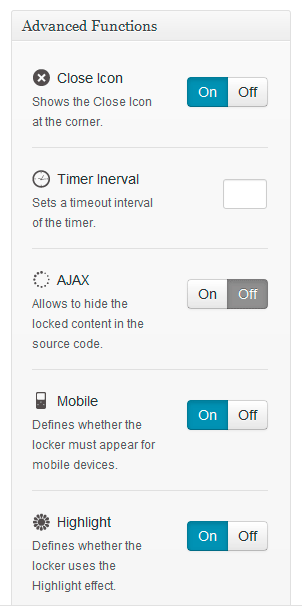 Advanced Functions
Close Icon
On Off
Shows the Close Icon
at the corner.
Timer Inerval
Sets a timeout interval
of the timer.
AJAX
On Off
Allows to hide the
locked content in the
source code.
Mobile
On Off
Defines whether the
locker must appear for
mobile devices.
Highlight
On Off
Defines whether the
locker uses the
Highlight effect.